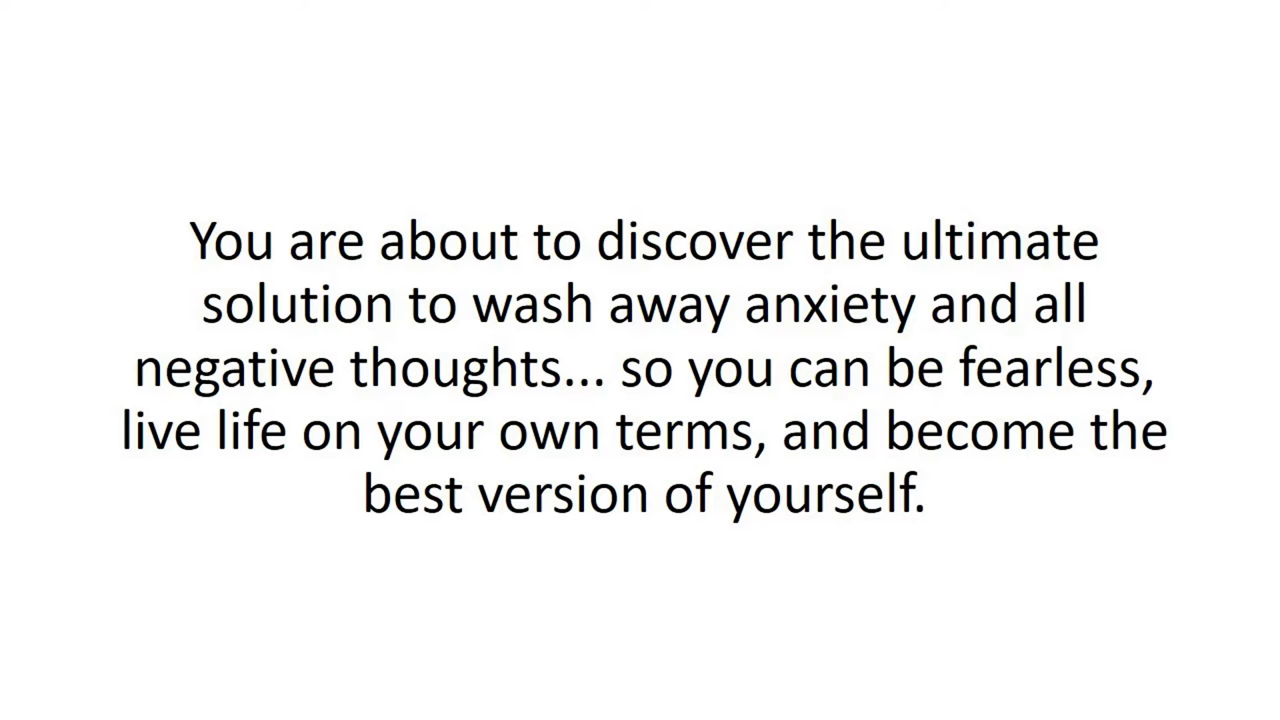 You are about to discover the ultimate
solution to wash away anxiety and all
negative thoughts... so you can be fearless,
live life on your own terms, and become the
best version of yourself.